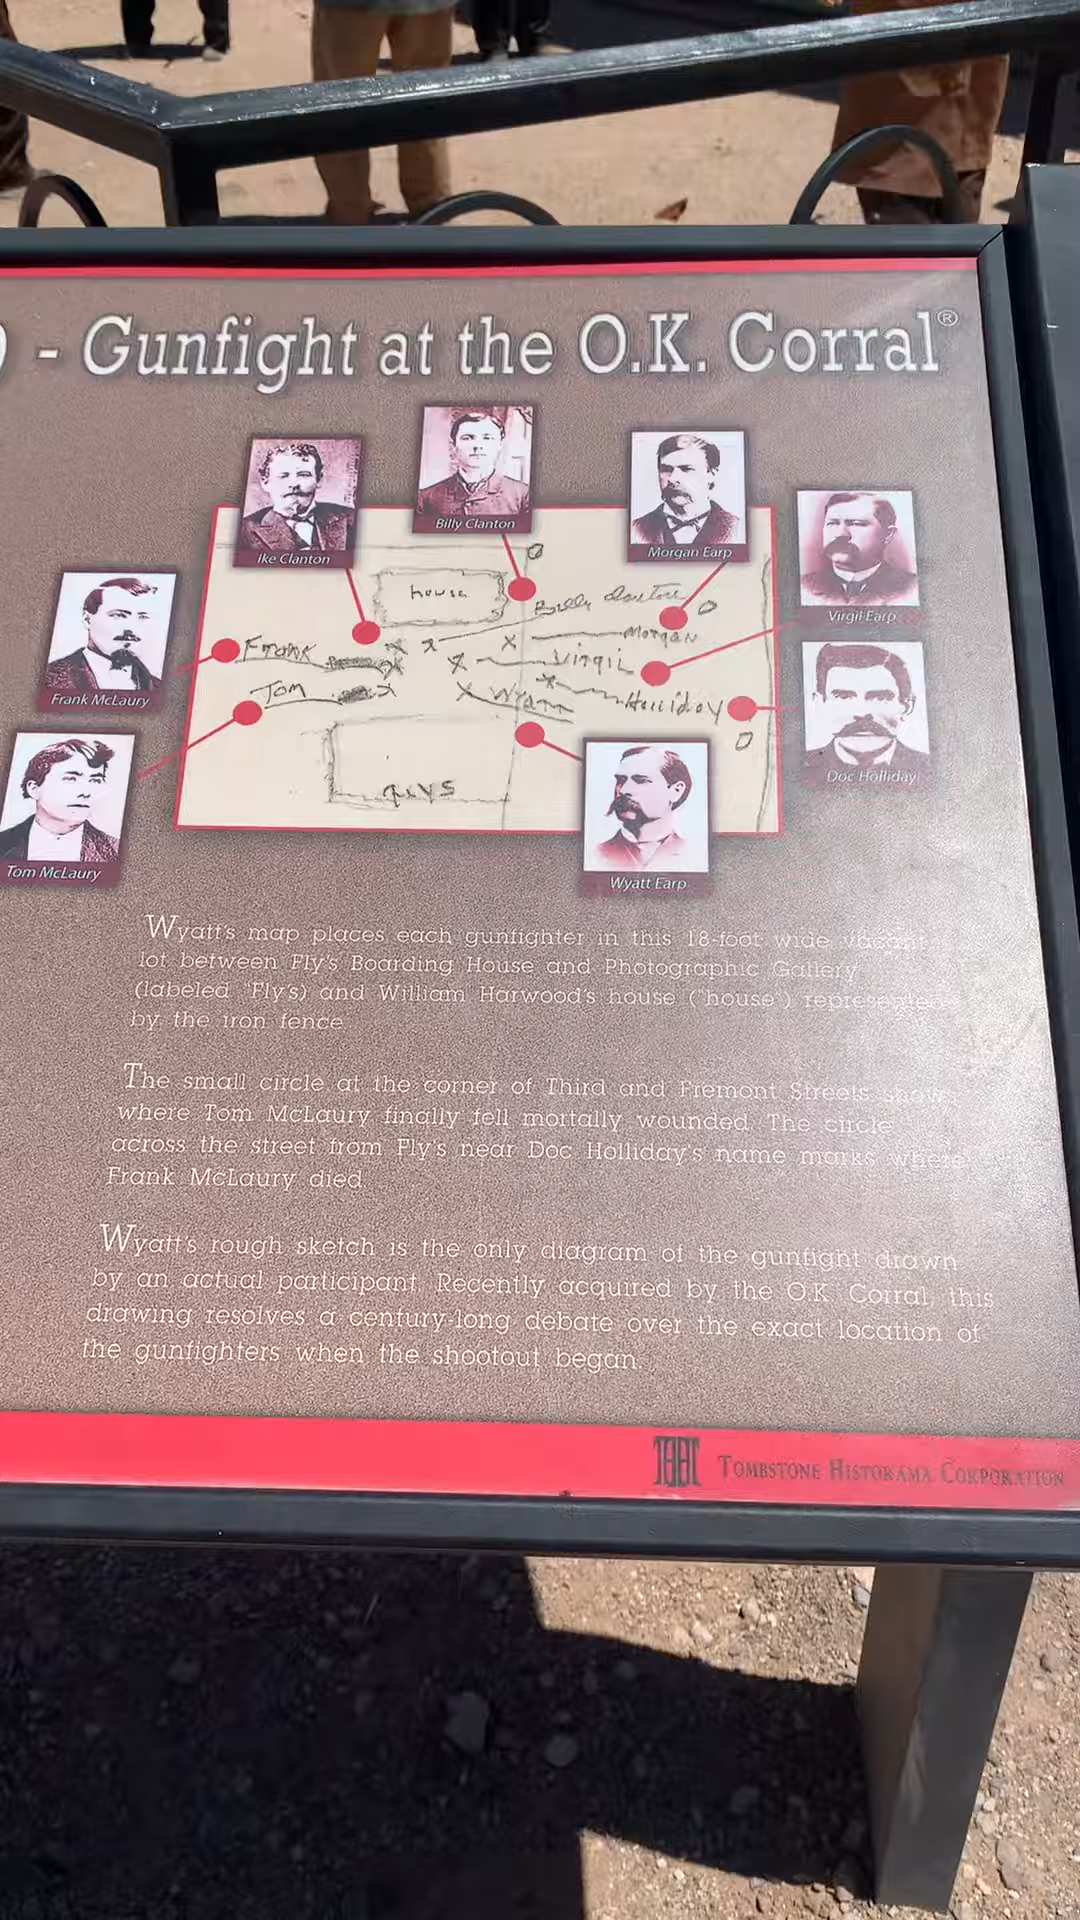 - Gunfight at the O.K. Corral®
Ike Clanton
Billy Clanton
Morgan Earp
Virgil Earp
Frank McLaury
Doc Holliday
Tom McLaury
Wyatt Earp
house
Billy Clanton
Morgan
Frank
Virgil
Tom
Wyatt
Holliday
Wyatt's map places each gunfighter in this 18-foot wide vacant
lot between Fly's Boarding House and Photographic Gallery
(labeled "Fly's) and William Harwood's house ("house") represented
by the iron fence.
The small circle at the corner of Third and Fremont Streets shows
where Tom McLaury finally fell mortally wounded. The circle
across the street from Fly's near Doc Holliday's name marks where
Frank McLaury died.
Wyatt's rough sketch is the only diagram of the gunfight drawn
by an actual participant. Recently acquired by the O.K. Corral, this
drawing resolves a century-long debate over the exact location of
the gunfighters when the shootout began.
TOMBSTONE HISTORAMA CORPORATION